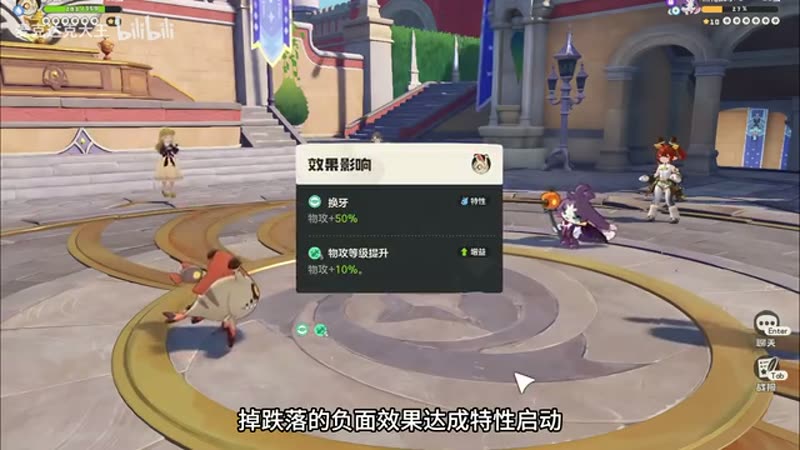 bilibili
17%
★18
效果影响
换牙
特性
物攻+50%
物攻等级提升
增益
物攻+10%。
Enter
聊天
Tab
战报
掉跌落的负面效果达成特性启动